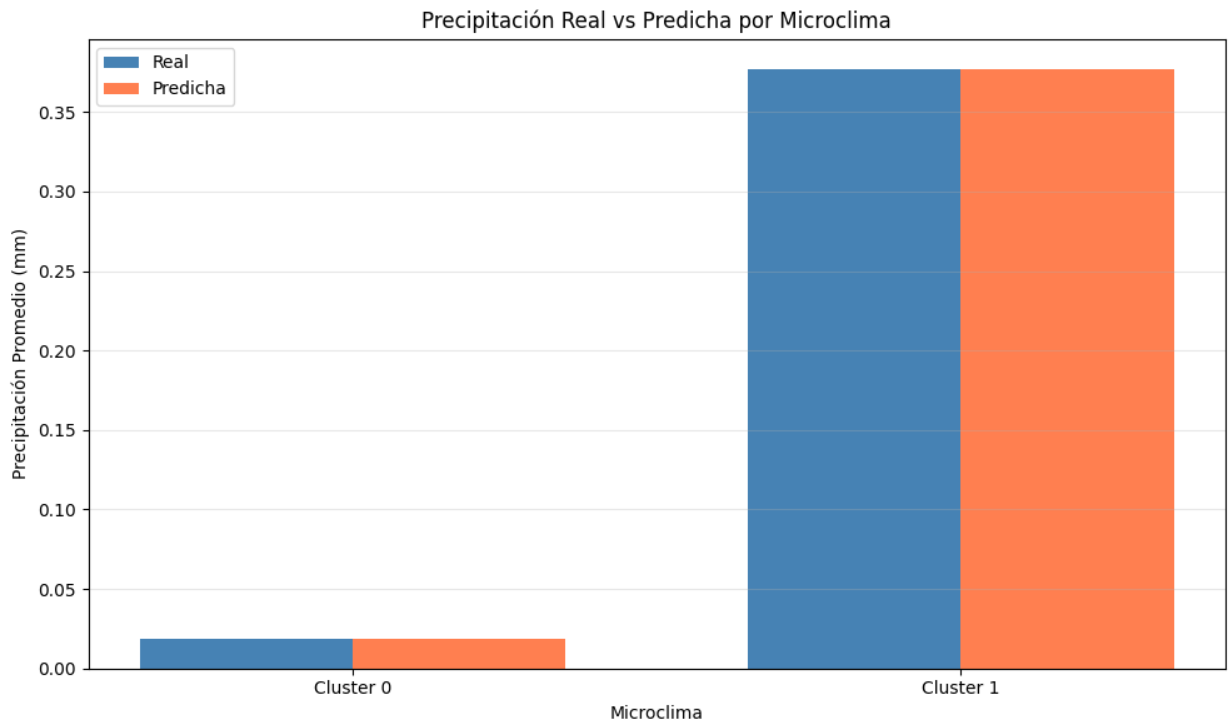 Precipitación Real vs Predicha por Microclima
Real
Predicha
Precipitación Promedio (mm)
0.35
0.30
0.25
0.20
0.15
0.10
0.05
0.00
Cluster 0
Cluster 1
Microclima